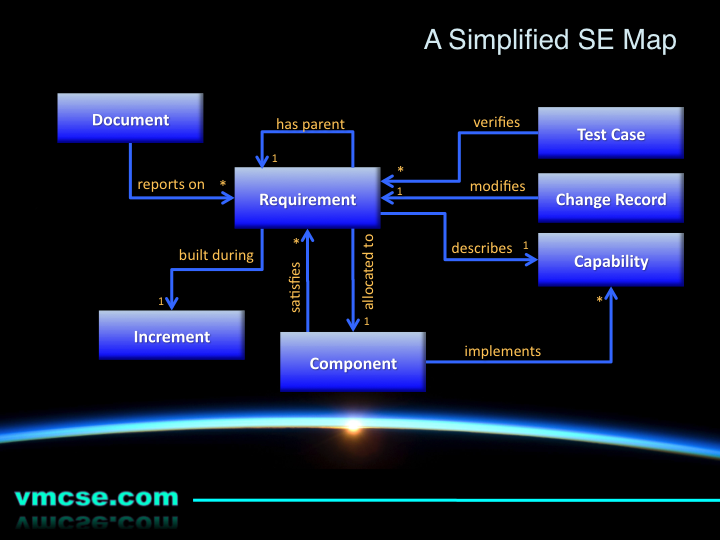 A Simplified SE Map
Document
has parent
1
verifies
Test Case
reports on
*
Requirement
*
1
modifies
Change Record
built during
1
*
satisfies
allocated to
1
describes
1
Capability
*
Increment
Component
implements
vmcse.com